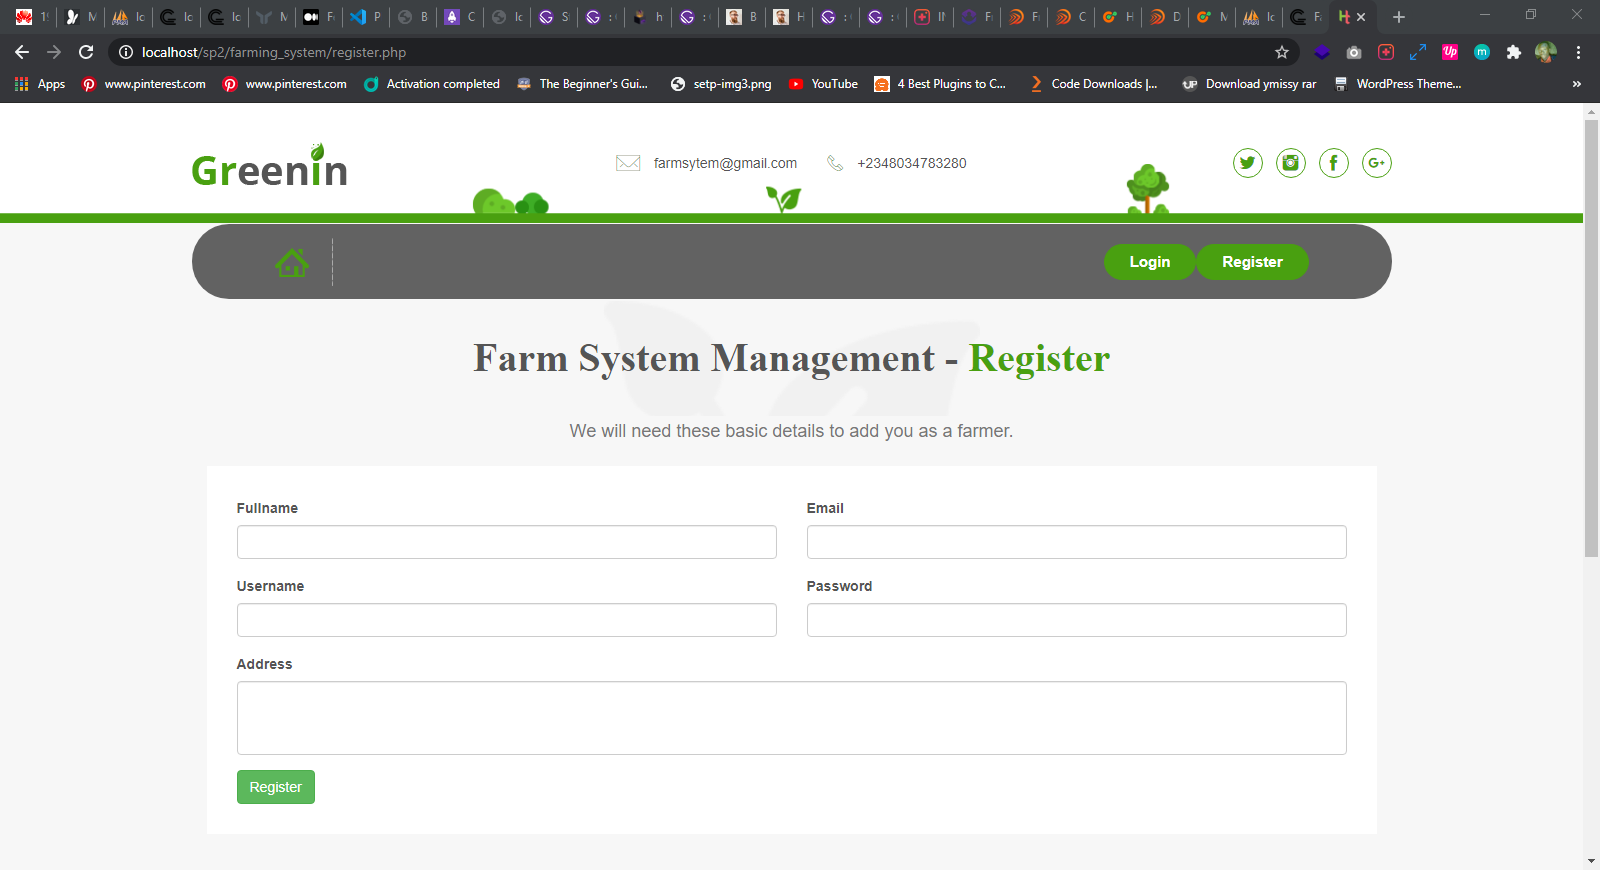 localhost/sp2/farming_system/register.php
Apps www.pinterest.com www.pinterest.com Activation completed The Beginner's Gui... setp-img3.png YouTube 4 Best Plugins to C... Code Downloads |... Download ymissy rar WordPress Theme...
Greenin
farmsytem@gmail.com +2348034783280
Login Register
Farm System Management - Register
We will need these basic details to add you as a farmer.
Fullname Email
Username Password
Address
Register